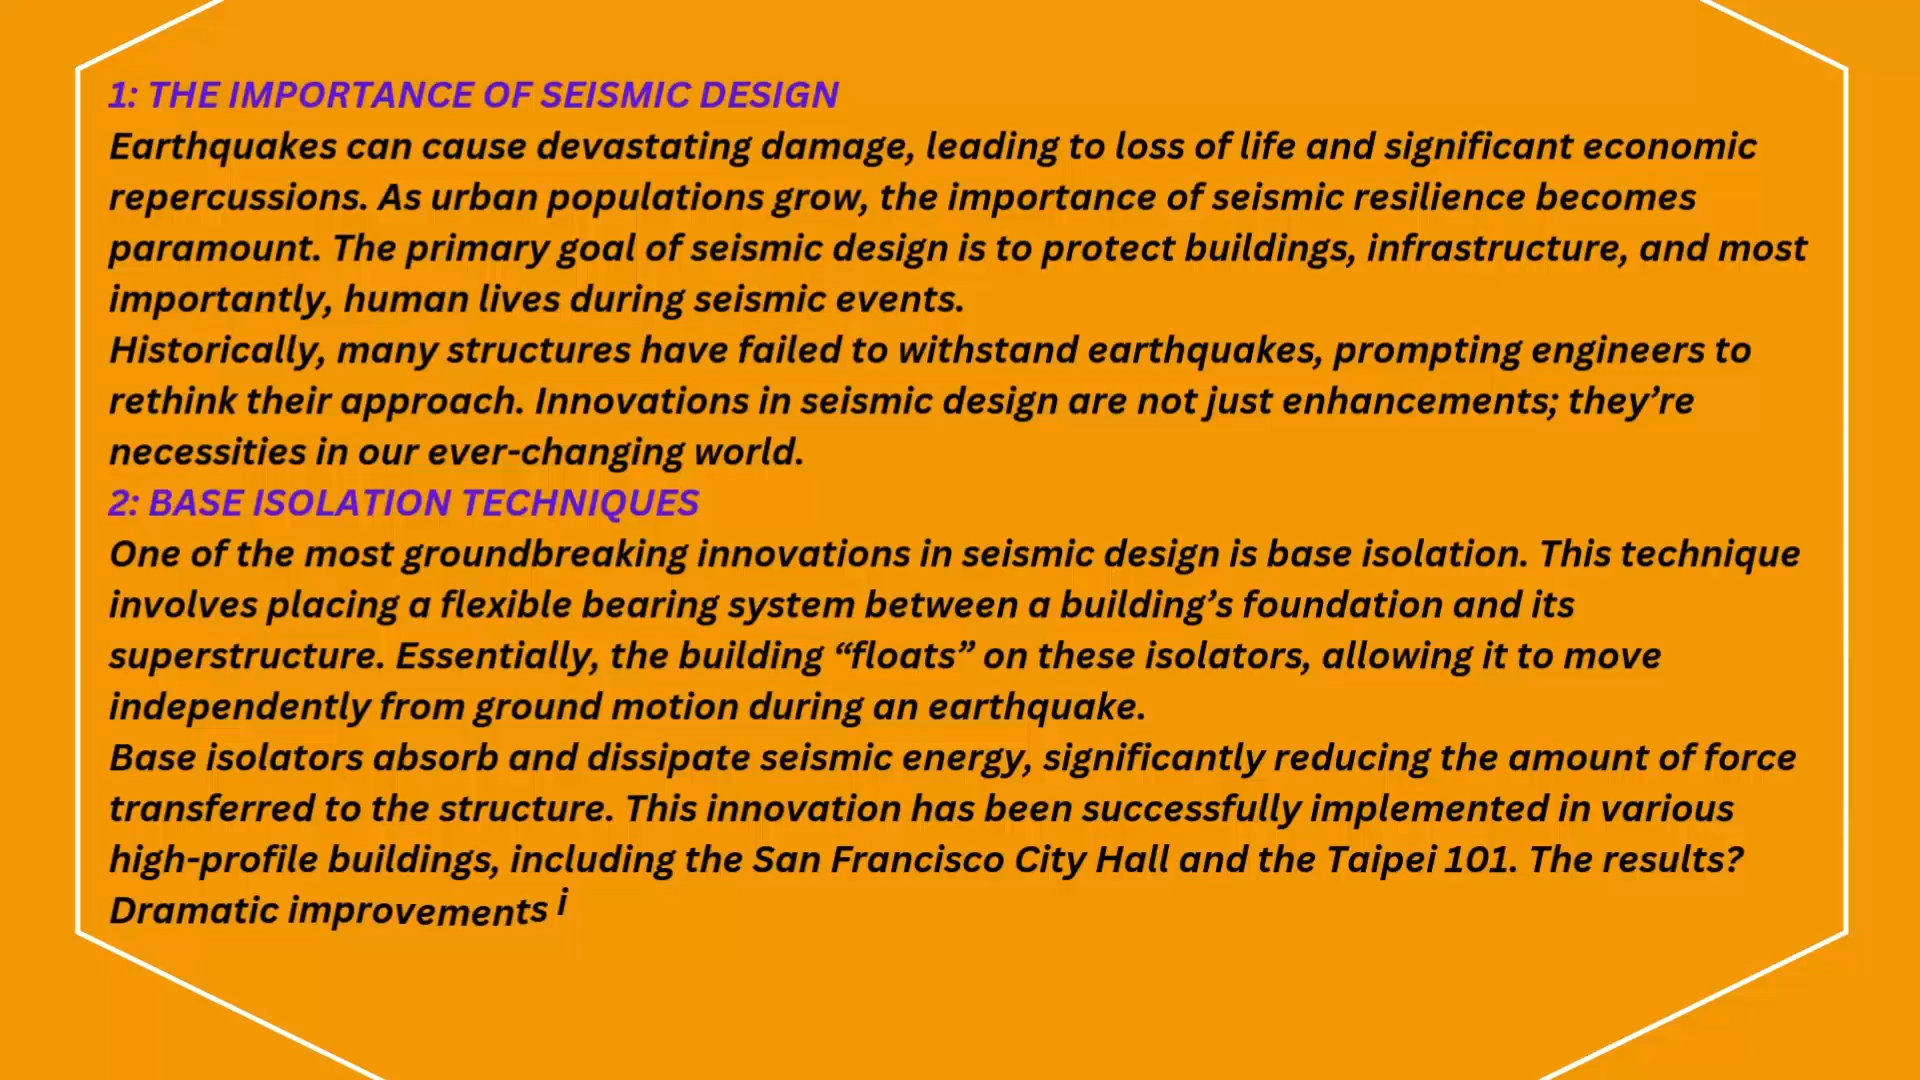 1: THE IMPORTANCE OF SEISMIC DESIGN
Earthquakes can cause devastating damage, leading to loss of life and significant economic
repercussions. As urban populations grow, the importance of seismic resilience becomes
paramount. The primary goal of seismic design is to protect buildings, infrastructure, and most
importantly, human lives during seismic events.
Historically, many structures have failed to withstand earthquakes, prompting engineers to
rethink their approach. Innovations in seismic design are not just enhancements; they’re
necessities in our ever-changing world.
2: BASE ISOLATION TECHNIQUES
One of the most groundbreaking innovations in seismic design is base isolation. This technique
involves placing a flexible bearing system between a building’s foundation and its
superstructure. Essentially, the building “floats” on these isolators, allowing it to move
independently from ground motion during an earthquake.
Base isolators absorb and dissipate seismic energy, significantly reducing the amount of force
transferred to the structure. This innovation has been successfully implemented in various
high-profile buildings, including the San Francisco City Hall and the Taipei 101. The results?
Dramatic improvements i